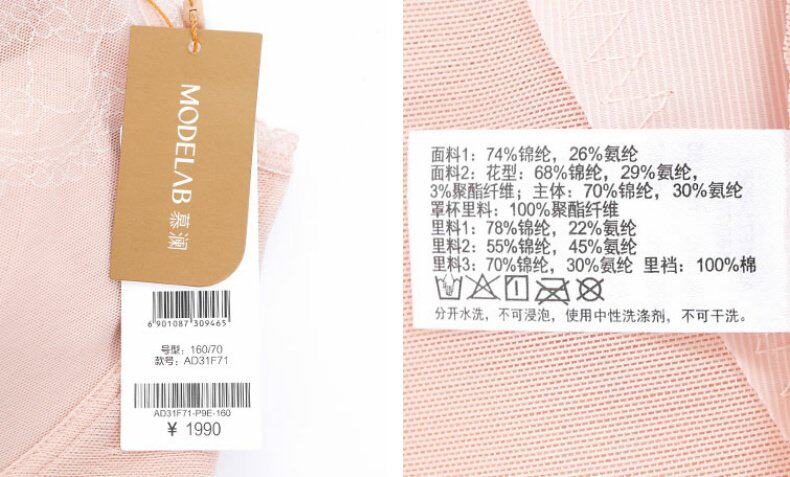 MODELAB 慕澜
6 901087 309465
号型：160/70
款号：AD31F71
AD31F71-P9E-160
¥ 1990
面料1：74%锦纶，26%氨纶
面料2：花型：68%锦纶，29%氨纶，
3%聚酯纤维；主体：70%锦纶，30%氨纶
罩杯里料：100%聚酯纤维
里料1：78%锦纶，22%氨纶
里料2：55%锦纶，45%氨纶
里料3：70%锦纶，30%氨纶 里裆：100%棉
分开水洗，不可浸泡，使用中性洗涤剂，不可干洗。